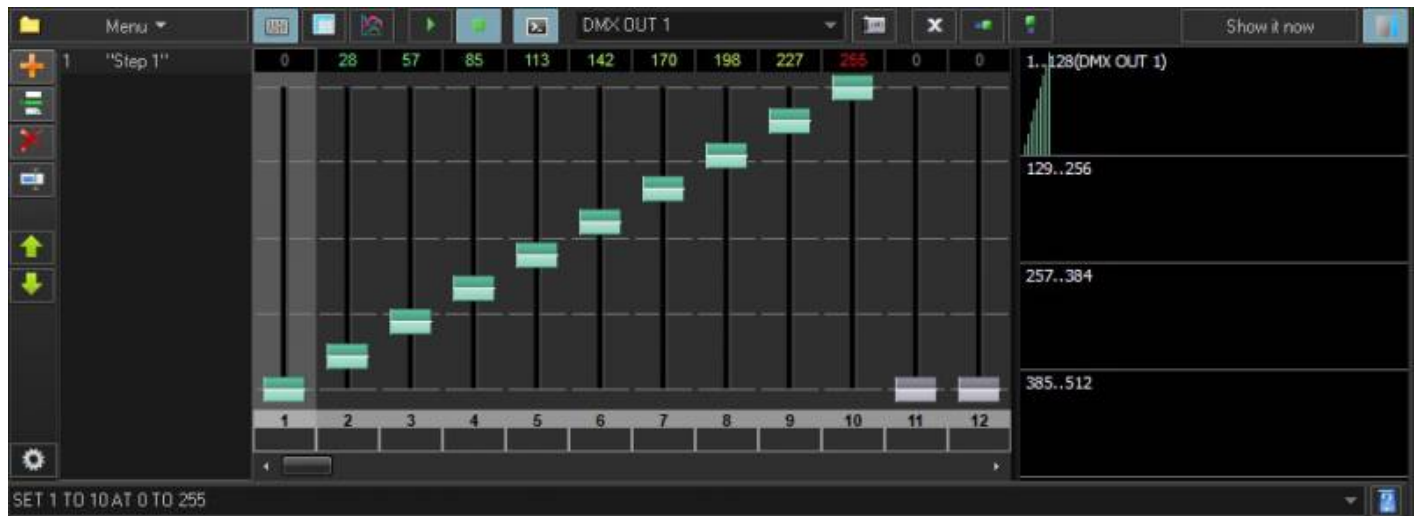 Menu
DMX OUT 1
Show it now
1 "Step 1"
0 28 57 85 113 142 170 198 227 255 0 0
1..128(DMX OUT 1)
129..256
257..384
385..512
1 2 3 4 5 6 7 8 9 10 11 12
SET 1 TO 10 AT 0 TO 255